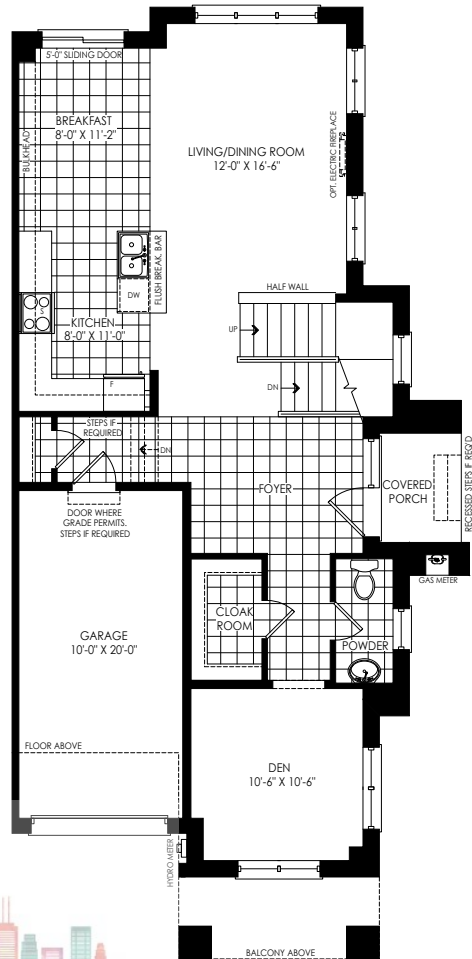 5'-0" SLIDING DOOR
BREAKFAST
8'-0" X 11'-2"
BULKHEAD
LIVING/DINING ROOM
12'-0" X 16'-6"
OPT. ELECTRIC FIREPLACE
FLUSH BREAK. BAR
DW
S
KITCHEN
8'-0" X 11'-0"
F
HALF WALL
UP
DN
STEPS IF
REQUIRED
DN
FOYER
COVERED
PORCH
RECESSED STEPS IF REQ'D
DOOR WHERE
GRADE PERMITS.
STEPS IF REQUIRED
GAS METER
CLOAK
ROOM
POWDER
GARAGE
10'-0" X 20'-0"
FLOOR ABOVE
DEN
10'-6" X 10'-6"
HYDRO METER
BALCONY ABOVE